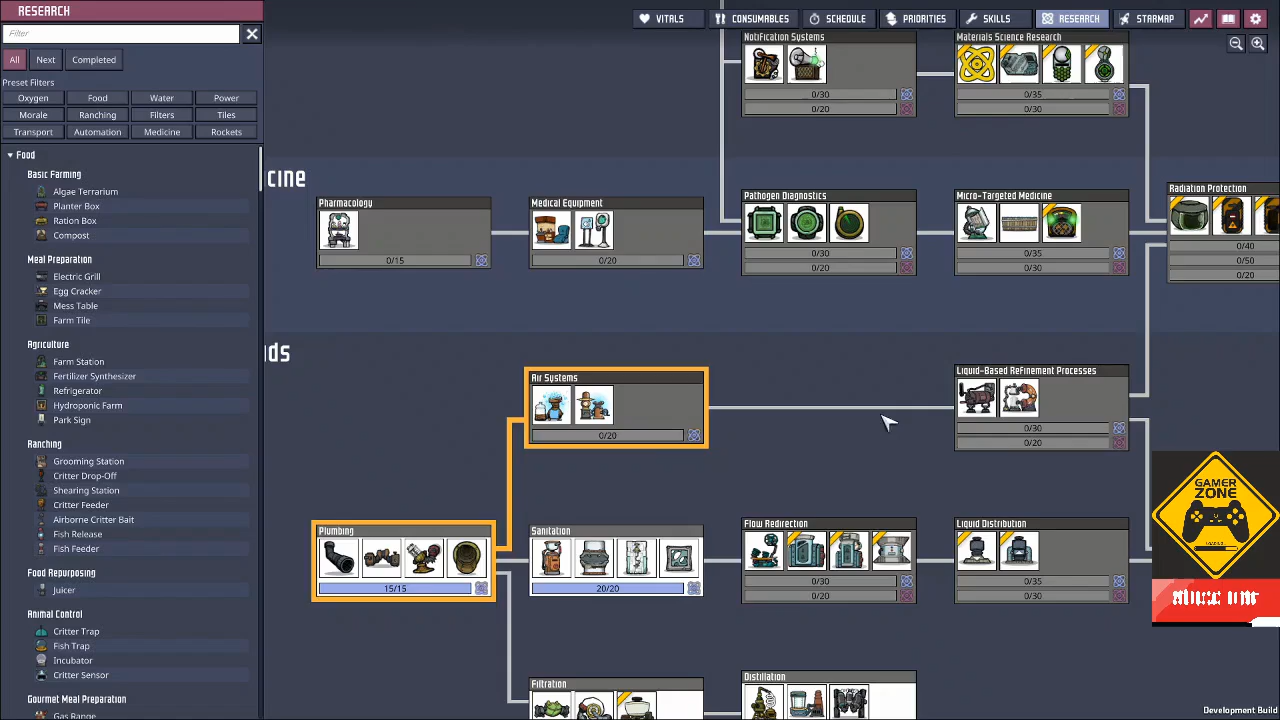 RESEARCH
VITALS
CONSUMABLES
SCHEDULE
PRIORITIES
SKILLS
RESEARCH
STARMAP
Filter
All
Next
Completed
Preset Filters
Oxygen
Food
Water
Power
Morale
Ranching
Filters
Tiles
Transport
Automation
Medicine
Rockets
Food
Basic Farming
Algae Terrarium
Planter Box
Ration Box
Compost
Meal Preparation
Electric Grill
Egg Cracker
Mess Table
Farm Tile
Agriculture
Farm Station
Fertilizer Synthesizer
Refrigerator
Hydroponic Farm
Park Sign
Ranching
Grooming Station
Critter Drop-Off
Shearing Station
Critter Feeder
Airborne Critter Bait
Fish Release
Fish Feeder
Food Repurposing
Juicer
Animal Control
Critter Trap
Fish Trap
Incubator
Critter Sensor
Gourmet Meal Preparation
Gas Range
Notification Systems
0/30
0/20
Materials Science Research
0/35
0/30
cine
Pharmacology
0/15
Medical Equipment
0/20
Pathogen Diagnostics
0/30
0/20
Micro-Targeted Medicine
0/35
0/30
Radiation Protection
0/40
0/50
0/20
ids
Air Systems
0/20
Liquid-Based Refinement Processes
0/30
0/20
Plumbing
15/15
Sanitation
20/20
Flow Redirection
0/30
0/20
Liquid Distribution
0/35
0/30
Filtration
Distillation
GAMER
ZONE
LOADING...
Development Build